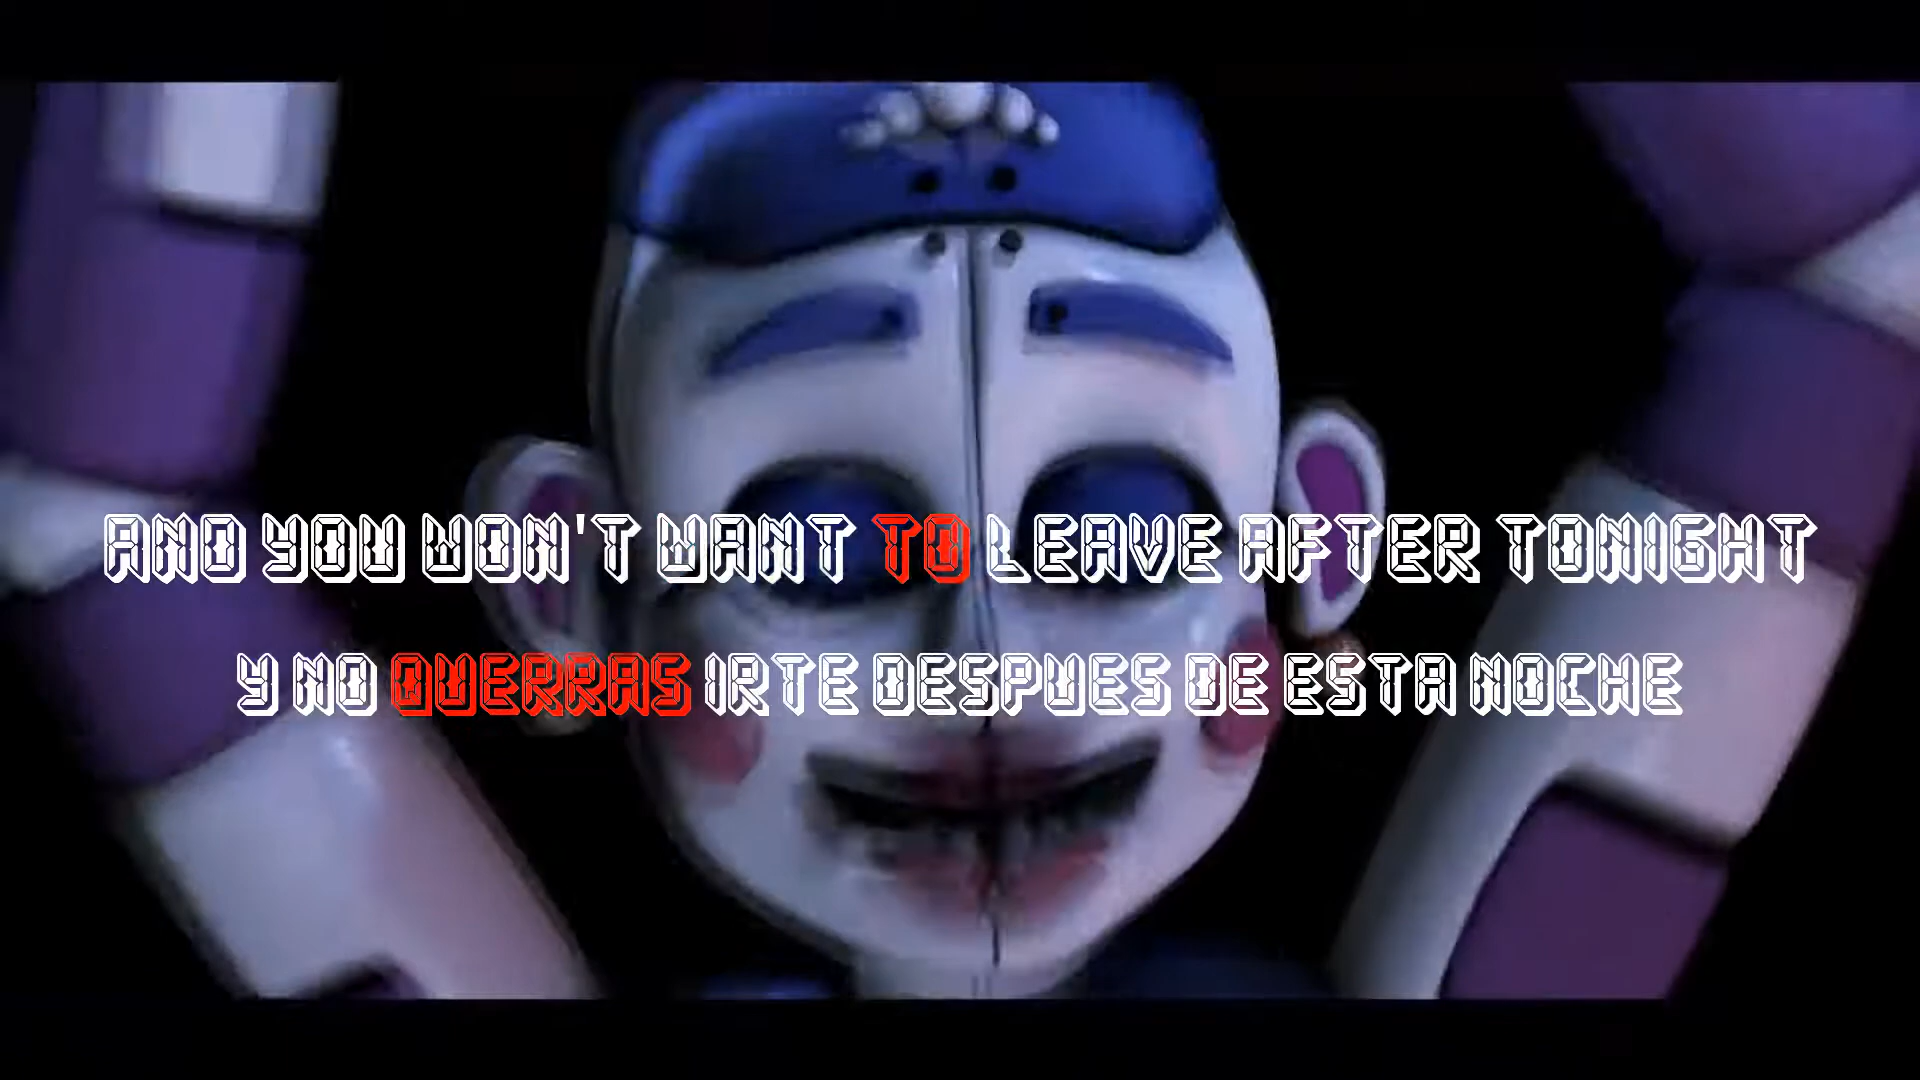 AND YOU WON'T WANT TO LEAVE AFTER TONIGHT
Y NO QUERRAS IRTE DESPUES DE ESTA NOCHE